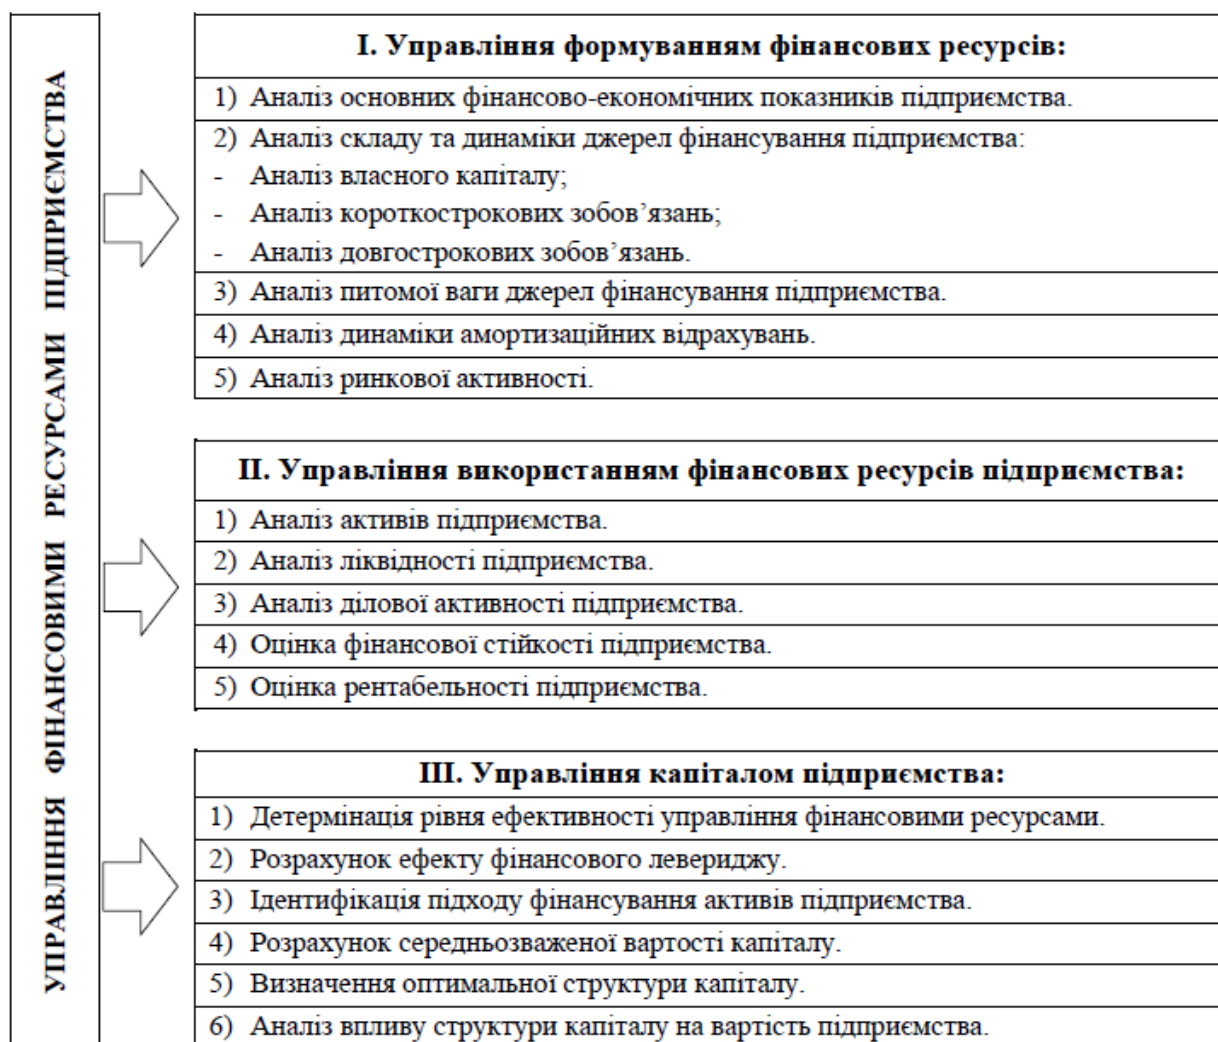 УПРАВЛІННЯ ФІНАНСОВИМИ РЕСУРСАМИ ПІДПРИЄМСТВА
І. Управління формуванням фінансових ресурсів:
1) Аналіз основних фінансово-економічних показників підприємства.
2) Аналіз складу та динаміки джерел фінансування підприємства:
- Аналіз власного капіталу;
- Аналіз короткострокових зобов’язань;
- Аналіз довгострокових зобов’язань.
3) Аналіз питомої ваги джерел фінансування підприємства.
4) Аналіз динаміки амортизаційних відрахувань.
5) Аналіз ринкової активності.
ІІ. Управління використанням фінансових ресурсів підприємства:
1) Аналіз активів підприємства.
2) Аналіз ліквідності підприємства.
3) Аналіз ділової активності підприємства.
4) Оцінка фінансової стійкості підприємства.
5) Оцінка рентабельності підприємства.
ІІІ. Управління капіталом підприємства:
1) Детермінація рівня ефективності управління фінансовими ресурсами.
2) Розрахунок ефекту фінансового левериджу.
3) Ідентифікація підходу фінансування активів підприємства.
4) Розрахунок середньозваженої вартості капіталу.
5) Визначення оптимальної структури капіталу.
6) Аналіз впливу структури капіталу на вартість підприємства.